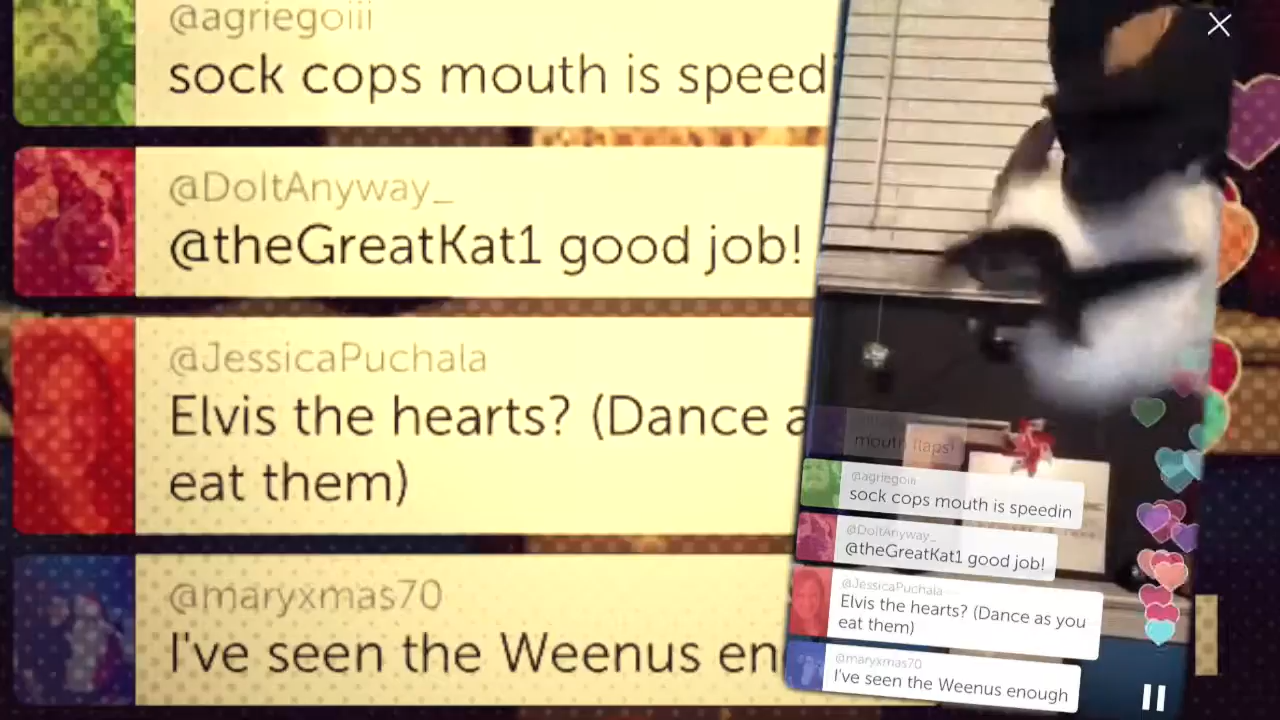 @agriegoiii
sock cops mouth is speedi
@DoItAnyway_
@theGreatKat1 good job!
@JessicaPuchala
Elvis the hearts? (Dance a
eat them)
@maryxmas70
I've seen the Weenus en
mouth flaps!
@agriegoiii
sock cops mouth is speedin
@DoItAnyway_
@theGreatKat1 good job!
@JessicaPuchala
Elvis the hearts? (Dance as you
eat them)
@maryxmas70
I've seen the Weenus enough